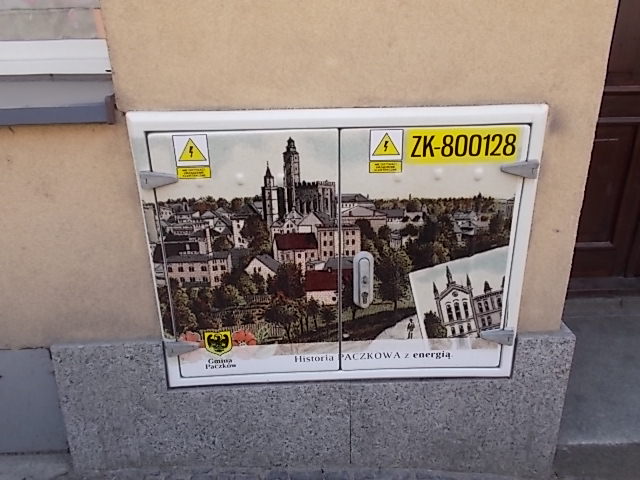 ZK-800128
Gmina
Paczków
Historia PACZKOWA z energią